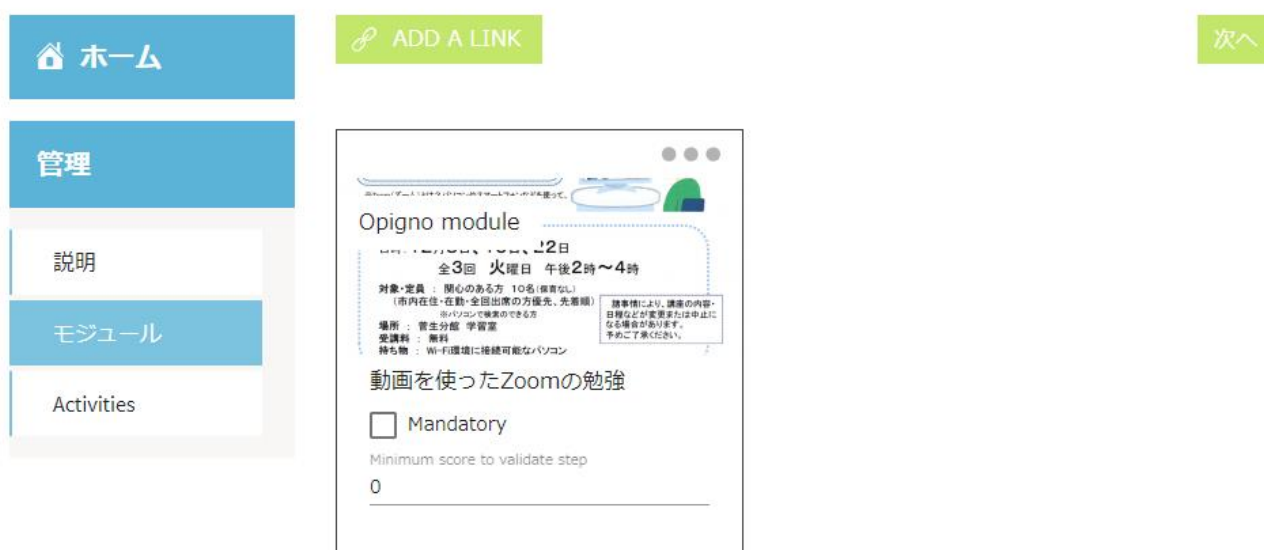 ホーム
ADD A LINK
次へ
管理
説明
モジュール
Activities
Opigno module
22日
全3回 火曜日 午後2時～4時
対象・定員 : 関心のある方 10名(保育なし)
(市内在住・在勤・全回出席の方優先、先着順)
※パソコンで検索のできる方
場所 : 菅生分館 学習室
受講料 : 無料
持ち物 : Wi-Fi環境に接続可能なパソコン
諸事情により、講座の内容・
日程などが変更または中止に
なる場合があります。
予めご了承ください。
動画を使ったZoomの勉強
Mandatory
Minimum score to validate step
0